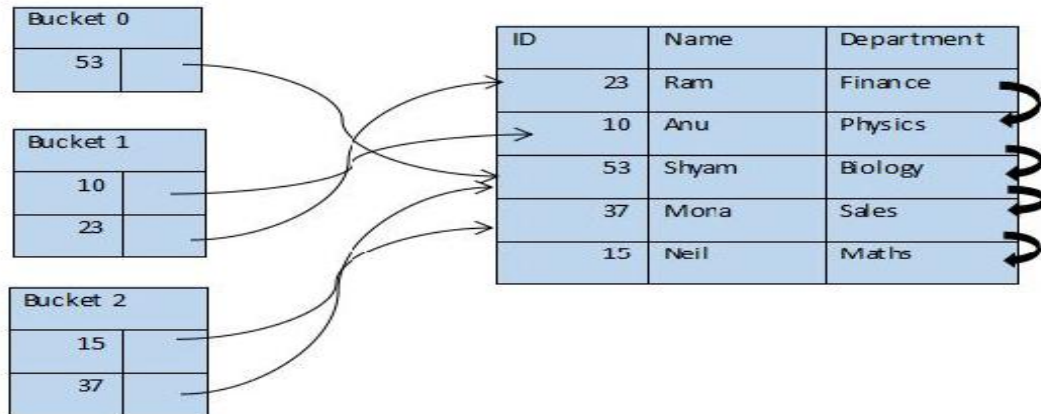 Bucket 0
53
Bucket 1
10
23
Bucket 2
15
37
ID Name Department
23 Ram Finance
10 Anu Physics
53 Shyam Biology
37 Mona Sales
15 Neil Maths